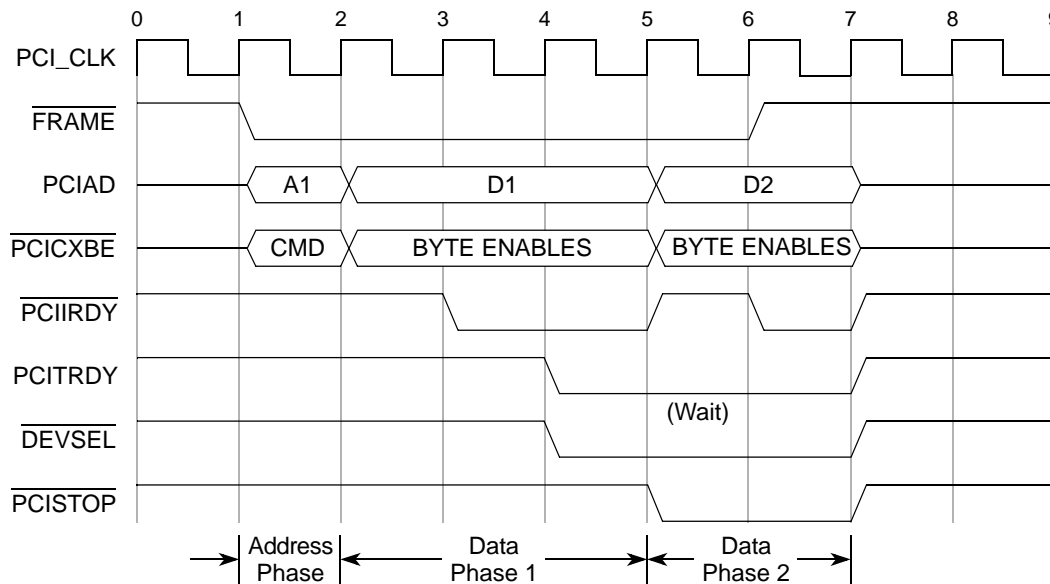 0 1 2 3 4 5 6 7 8 9
PCI_CLK
FRAME
PCIAD A1 D1 D2
PCICXBE CMD BYTE ENABLES BYTE ENABLES
PCIIRDY
PCITRDY
(Wait)
DEVSEL
PCISTOP
Address Data Data
Phase Phase 1 Phase 2